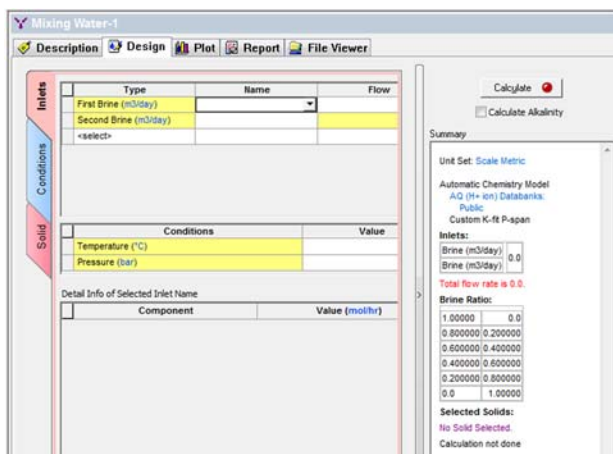 Mixing Water-1
Description Design Plot Report File Viewer
Inlets
Conditions
Solid
Type Name Flow
First Brine (m3/day)
Second Brine (m3/day)
<select>
Conditions Value
Temperature (°C)
Pressure (bar)
Detail Info of Selected Inlet Name
Component Value (mol/hr)
Calculate
Calculate Alkalinity
Summary
Unit Set: Scale Metric
Automatic Chemistry Model
AQ (H+ ion) Databanks:
Public
Custom K-fit P-span
Inlets:
Brine (m3/day) 0.0
Brine (m3/day)
Total flow rate is 0.0.
Brine Ratio:
1.00000 0.0
0.800000 0.200000
0.600000 0.400000
0.400000 0.600000
0.200000 0.800000
0.0 1.00000
Selected Solids:
No Solid Selected.
Calculation not done